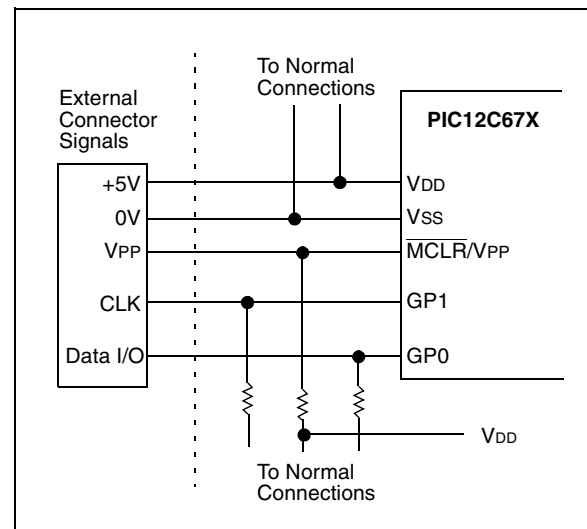 To Normal
Connections
External
Connector
Signals
PIC12C67X
+5V
VDD
0V
VSS
VPP
MCLR/VPP
CLK
GP1
Data I/O
GP0
VDD
To Normal
Connections